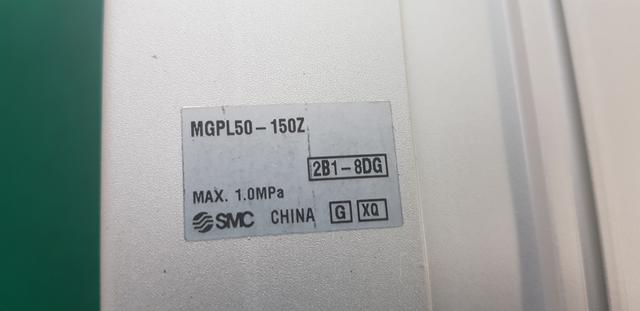 MGPL50-150Z
2B1-8DG
MAX. 1.0MPa
SMC CHINA G XQ